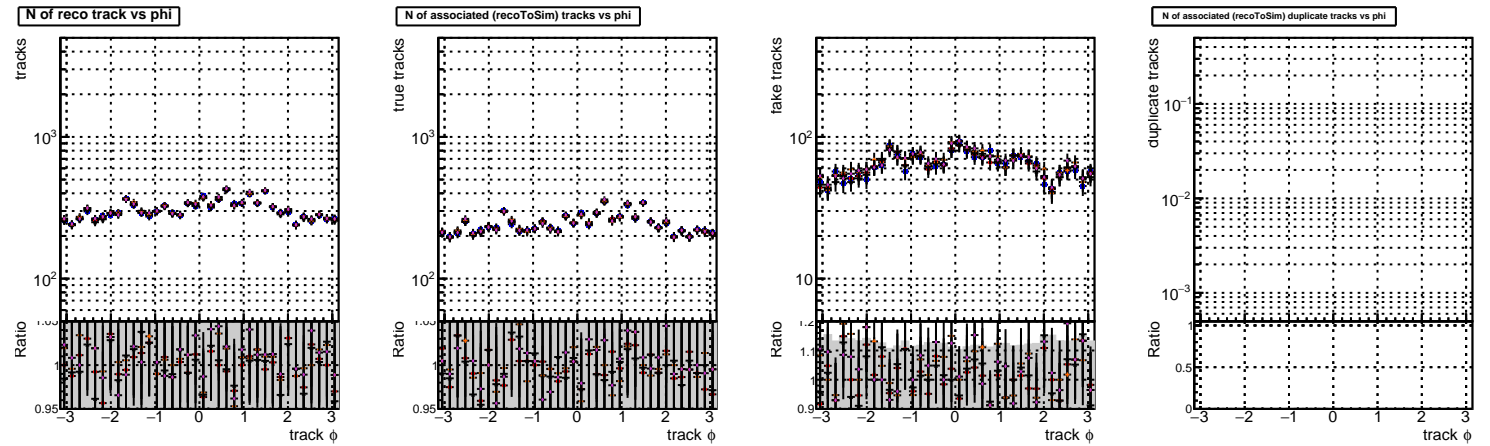 N of reco track vs phi
tracks
10³
10²
Ratio
1.05
1
0.95
−3 −2 −1 0 1 2 3
track ϕ
N of associated (recoToSim) tracks vs phi
true tracks
10³
10²
Ratio
1.05
1
0.95
−3 −2 −1 0 1 2 3
track ϕ
fake tracks
10²
10
Ratio
1.2
1.1
1.
0.9
−3 −2 −1 0 1 2 3
track ϕ
N of associated (recoToSim) duplicate tracks vs phi
duplicate tracks
10⁻¹
10⁻²
10⁻³
Ratio
1
0.5
0
−3 −2 −1 0 1 2 3
track ϕ